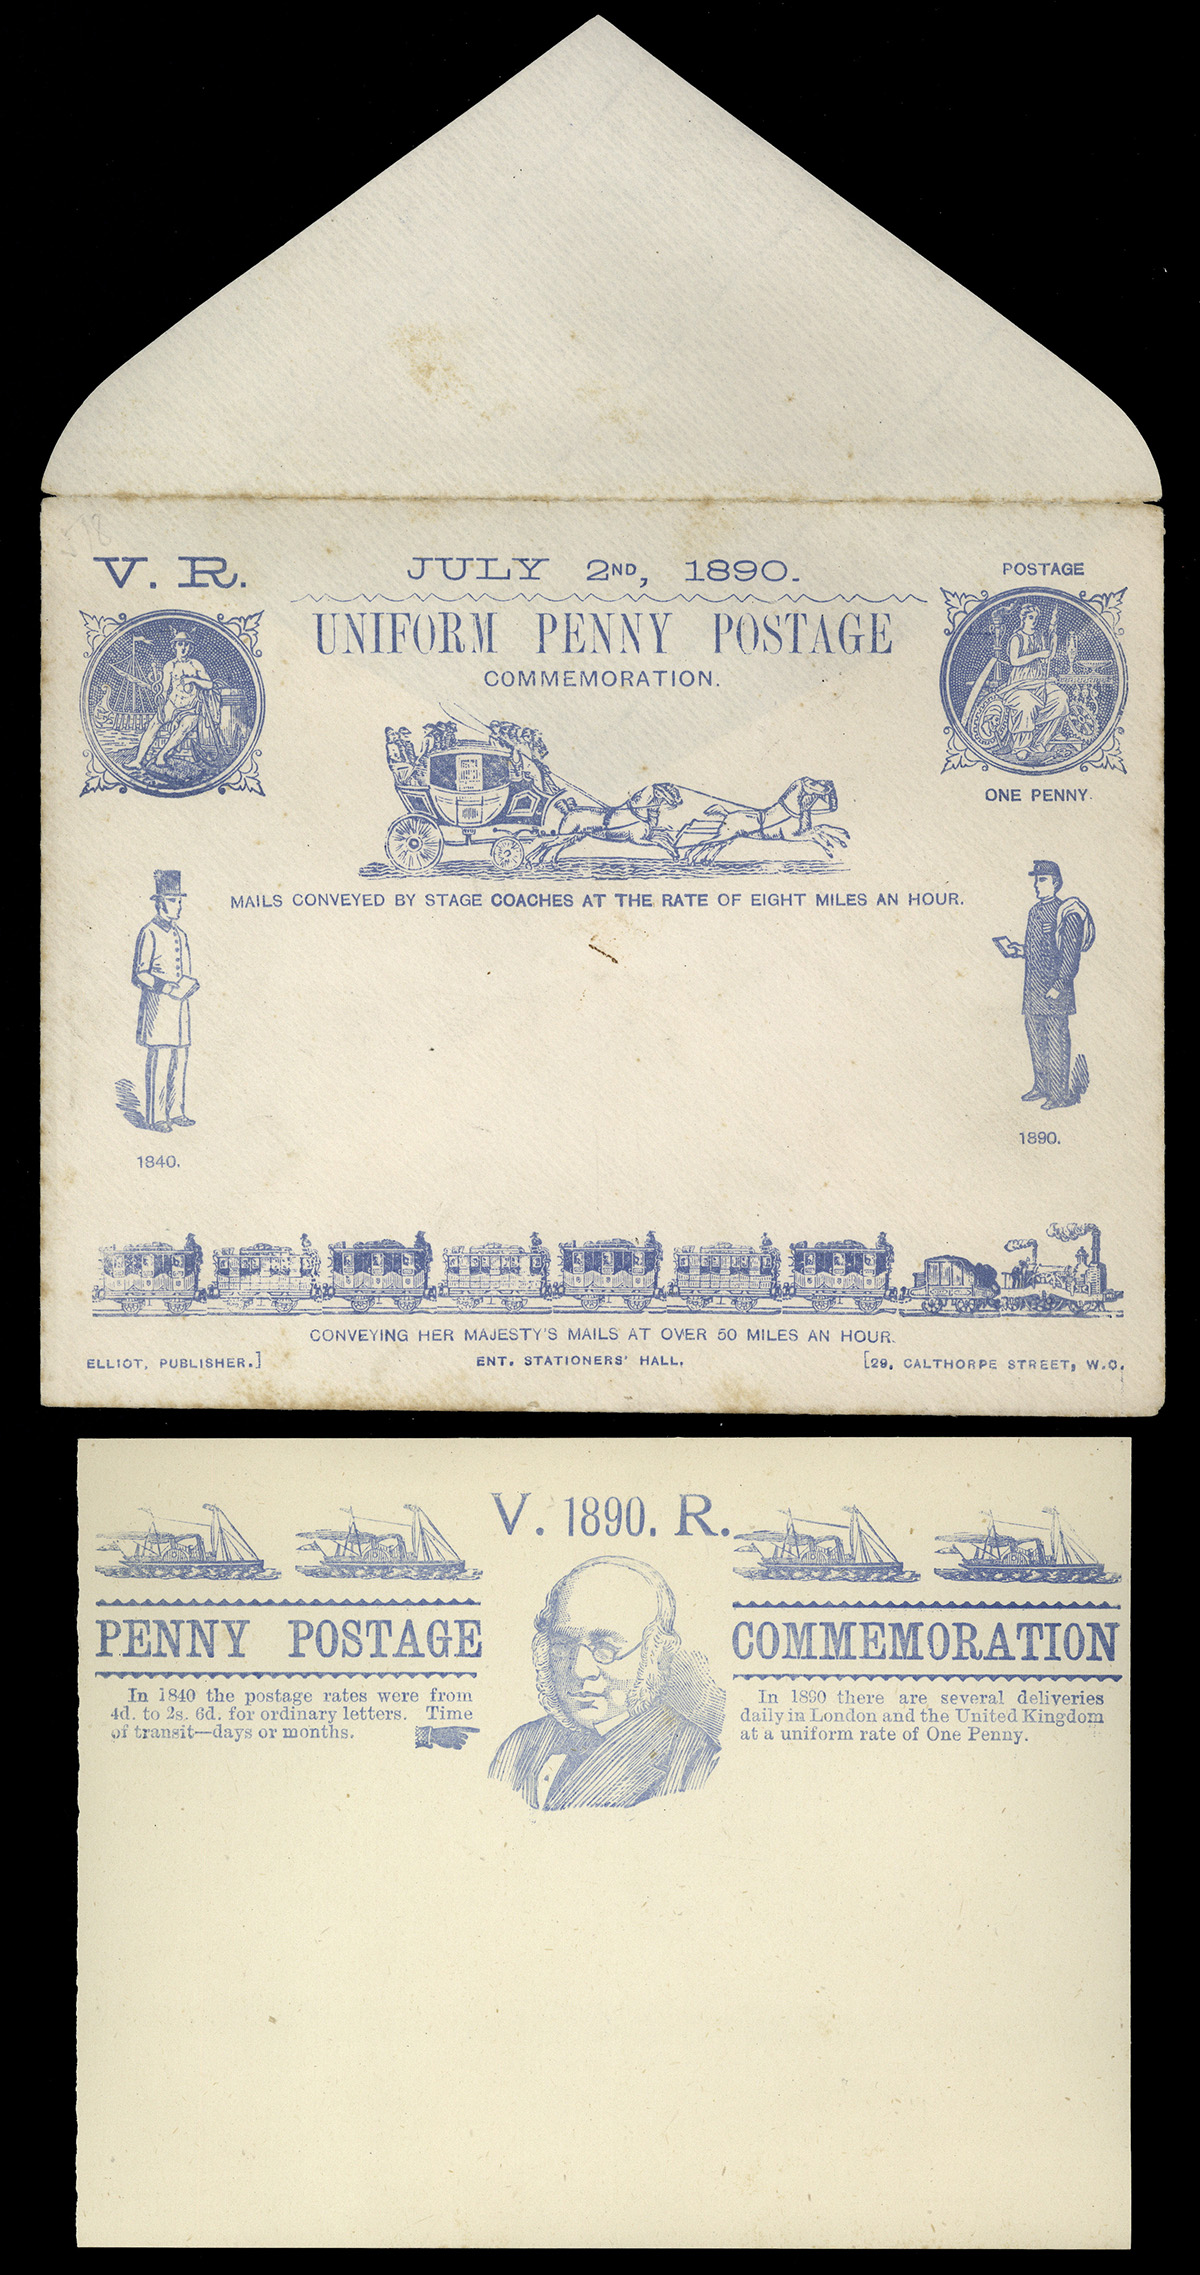 V. R.
JULY 2ND, 1890.
POSTAGE
UNIFORM PENNY POSTAGE
COMMEMORATION.
ONE PENNY.
MAILS CONVEYED BY STAGE COACHES AT THE RATE OF EIGHT MILES AN HOUR.
1840.
1890.
CONVEYING HER MAJESTY'S MAILS AT OVER 50 MILES AN HOUR.
ELLIOT, PUBLISHER.]
ENT. STATIONERS' HALL.
[29, CALTHORPE STREET, W.C.
V. 1890. R.
PENNY POSTAGE
In 1840 the postage rates were from
4d. to 2s. 6d. for ordinary letters. Time
of transit—days or months.
COMMEMORATION
In 1890 there are several deliveries
daily in London and the United Kingdom
at a uniform rate of One Penny.